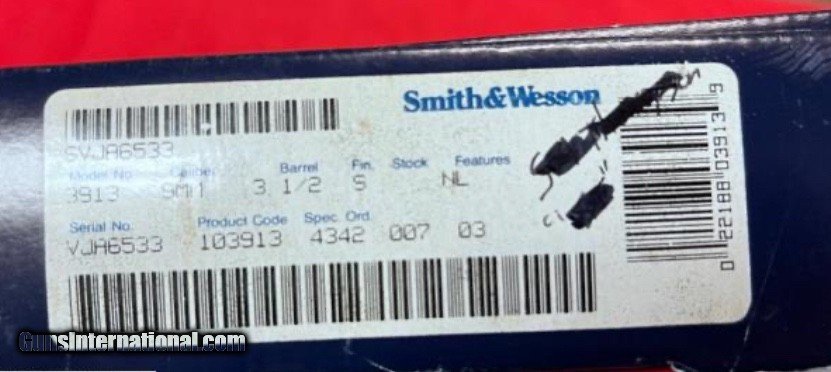 Smith&Wesson
SVJA6533
Model No. Caliber Barrel Fin. Stock Features
3913 9M1 3 1/2 S NL
Serial No. Product Code Spec. Ord.
VJA6533 103913 4342 007 03
0 22188 03913 9
GunsInternational.com